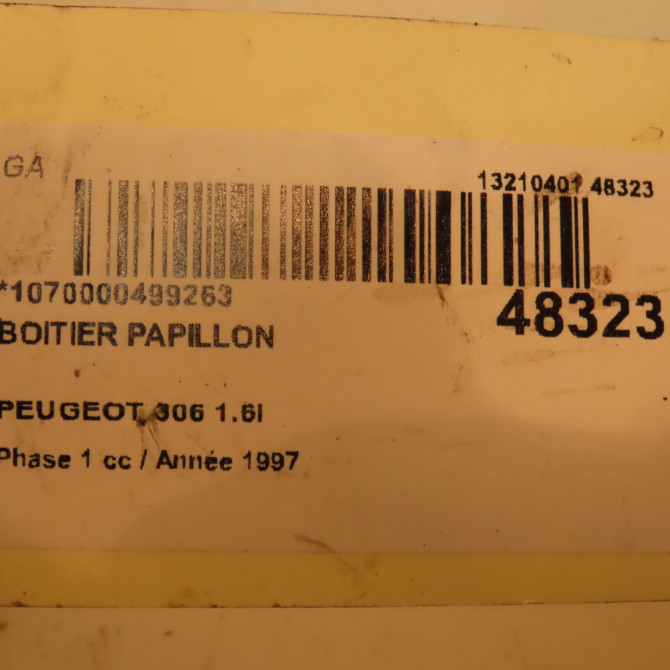 GA
13210401 48323
*1070000499263
48323
BOITIER PAPILLON
PEUGEOT 306 1.6I
Phase 1 cc / Année 1997